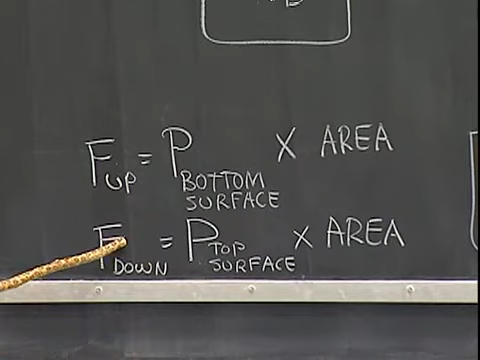 F UP = P BOTTOM SURFACE X AREA
F DOWN = P TOP SURFACE X AREA